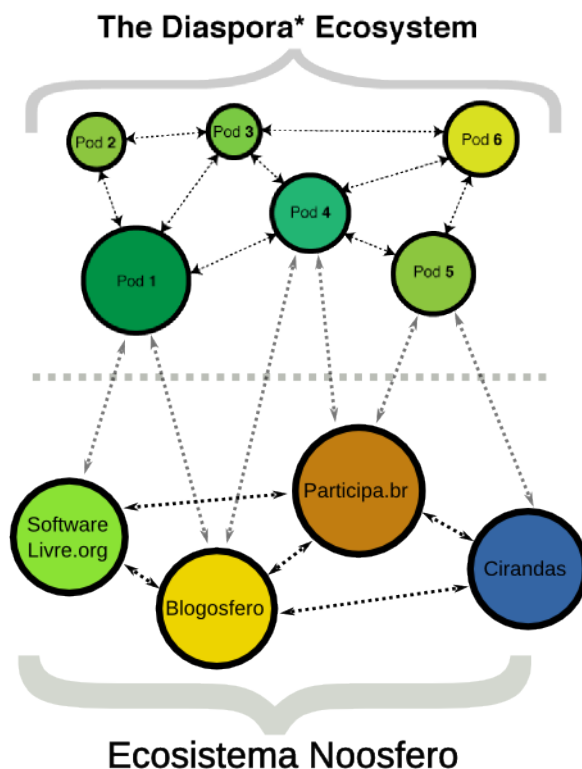 The Diaspora* Ecosystem
Pod 2
Pod 3
Pod 6
Pod 4
Pod 1
Pod 5
Participa.br
Software
Livre.org
Cirandas
Blogosfero
Ecosistema Noosfero